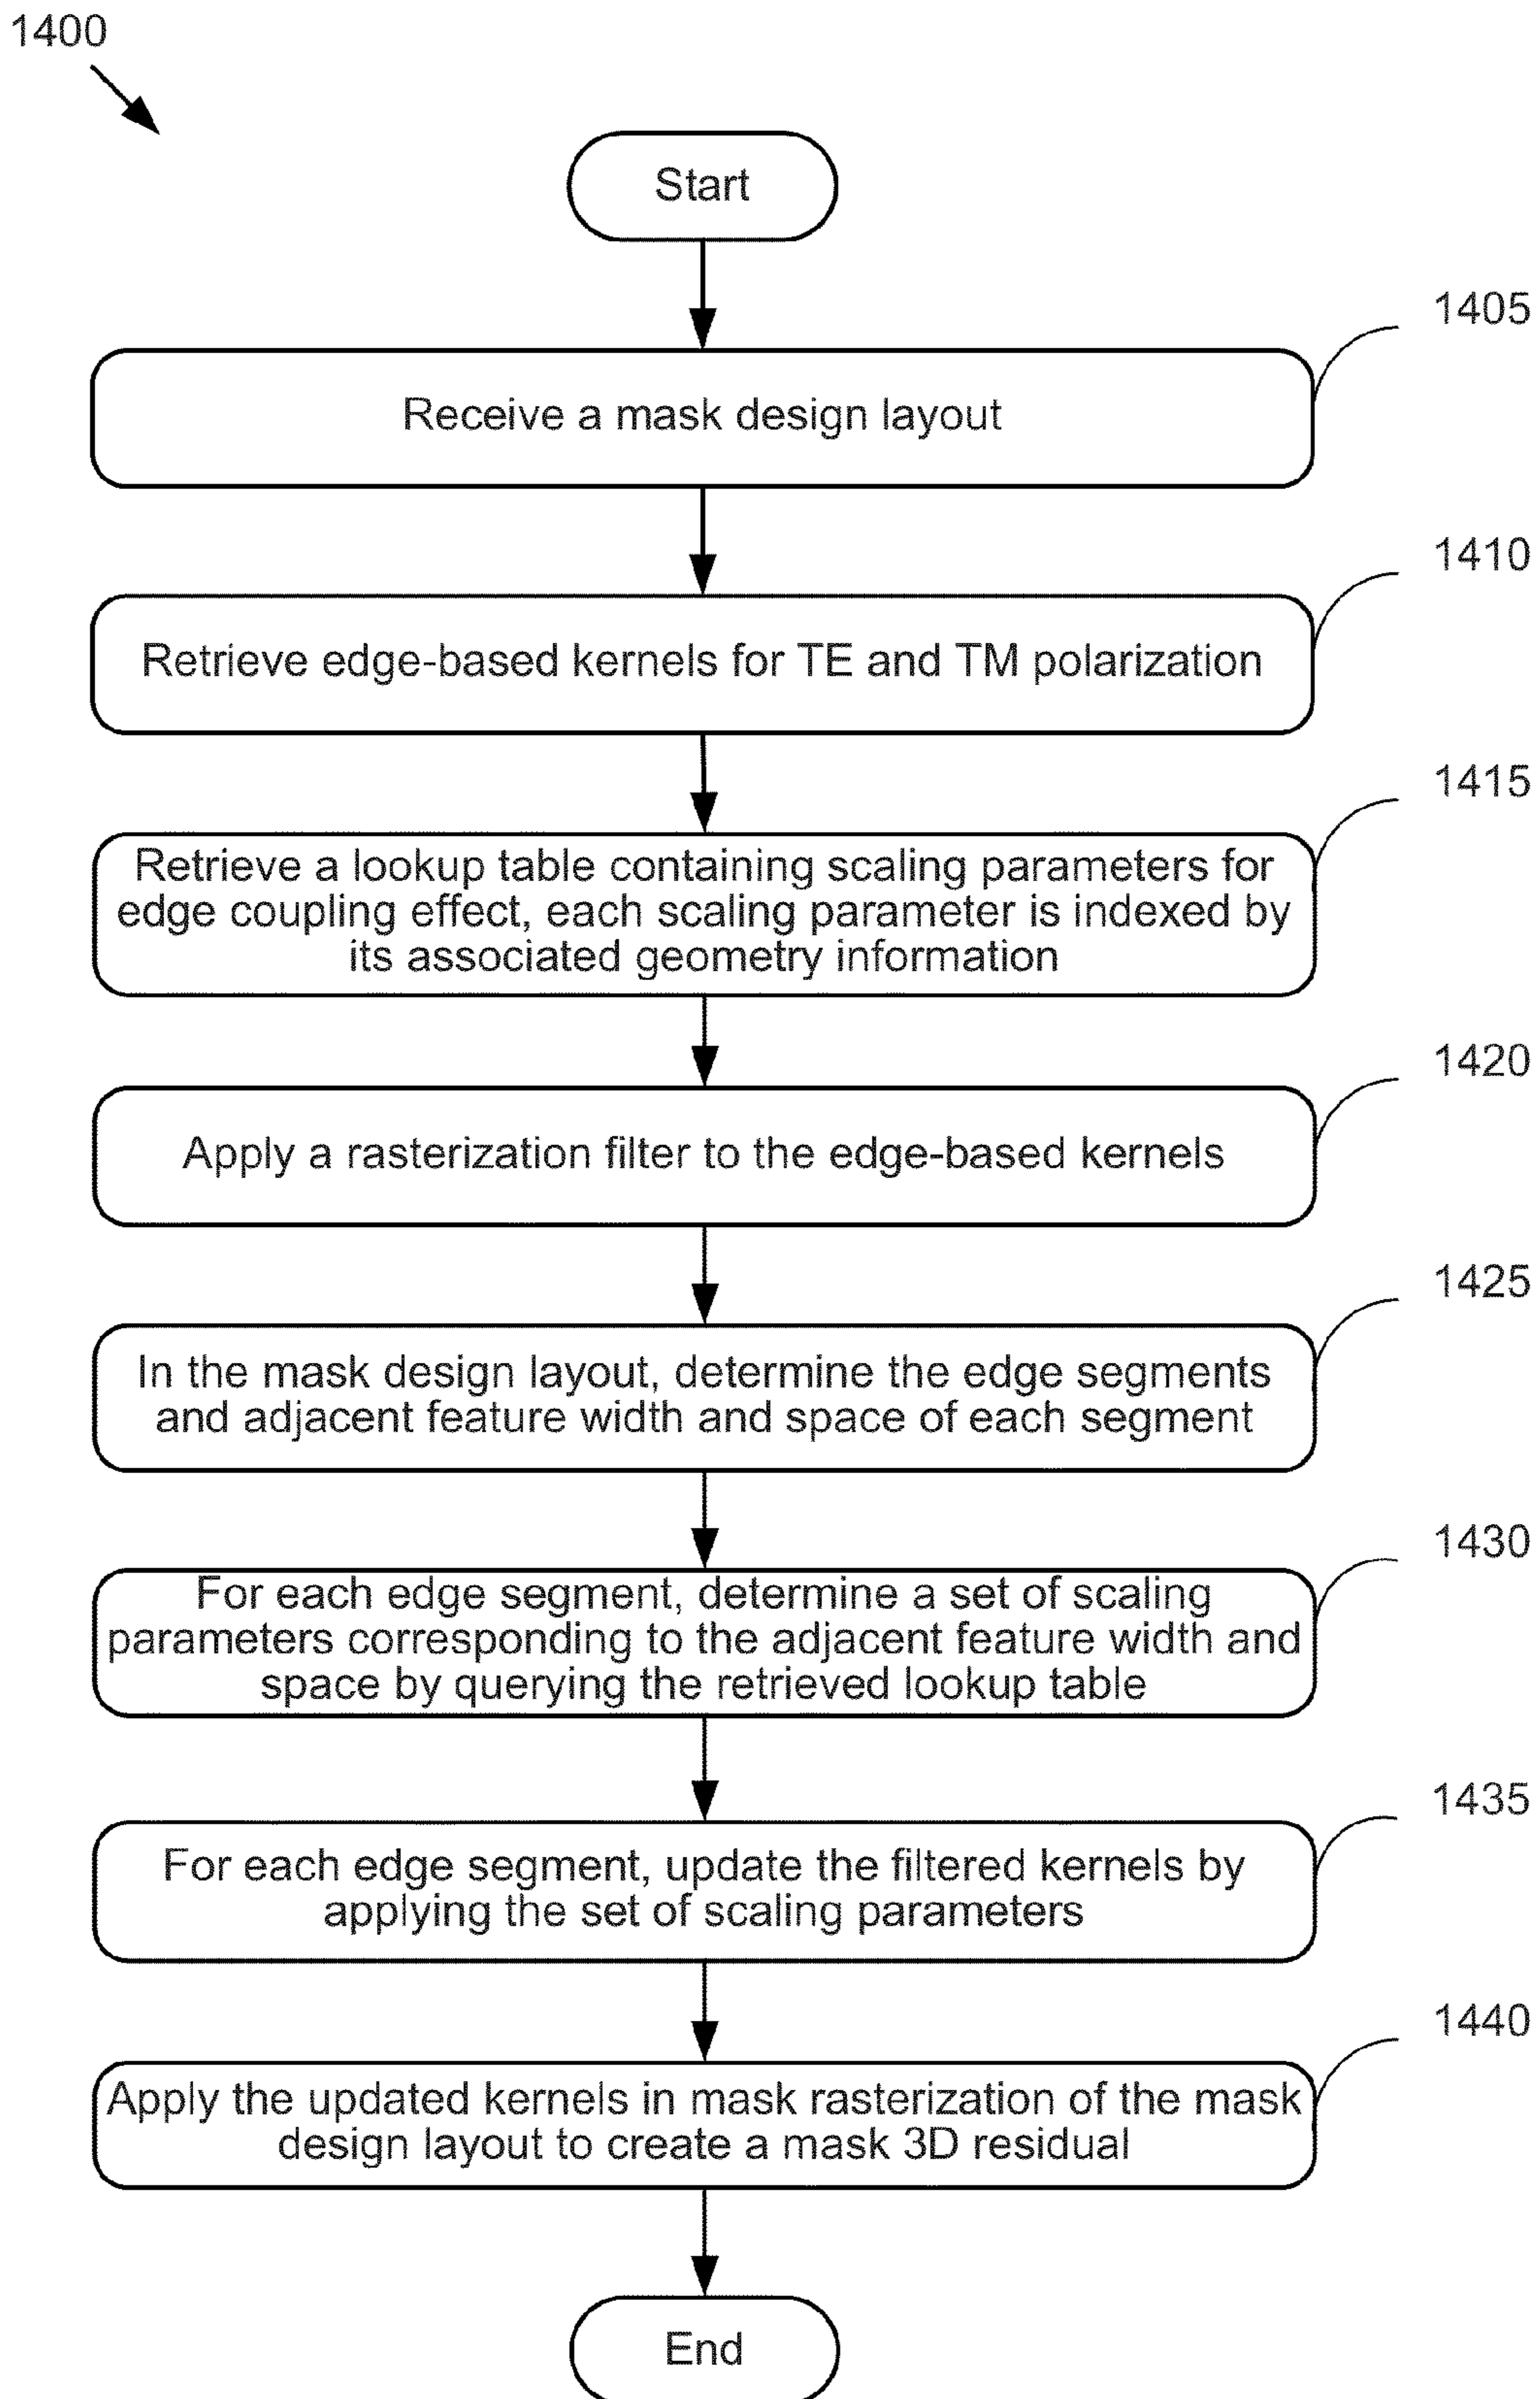 1400
Start
1405
Receive a mask design layout
1410
Retrieve edge-based kernels for TE and TM polarization
1415
Retrieve a lookup table containing scaling parameters for
edge coupling effect, each scaling parameter is indexed by
its associated geometry information
1420
Apply a rasterization filter to the edge-based kernels
1425
In the mask design layout, determine the edge segments
and adjacent feature width and space of each segment
1430
For each edge segment, determine a set of scaling
parameters corresponding to the adjacent feature width and
space by querying the retrieved lookup table
1435
For each edge segment, update the filtered kernels by
applying the set of scaling parameters
1440
Apply the updated kernels in mask rasterization of the mask
design layout to create a mask 3D residual
End